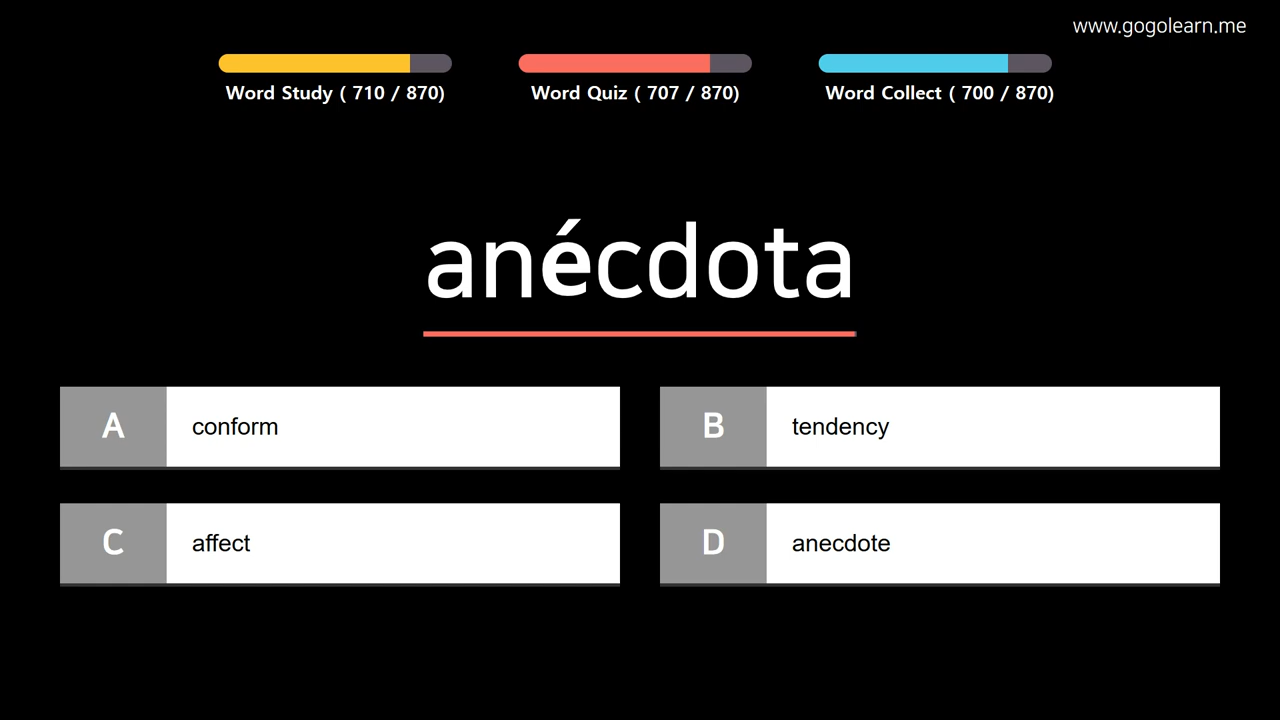 www.gogolearn.me
Word Study ( 710 / 870)
Word Quiz ( 707 / 870)
Word Collect ( 700 / 870)
anécdota
A conform
B tendency
C affect
D anecdote